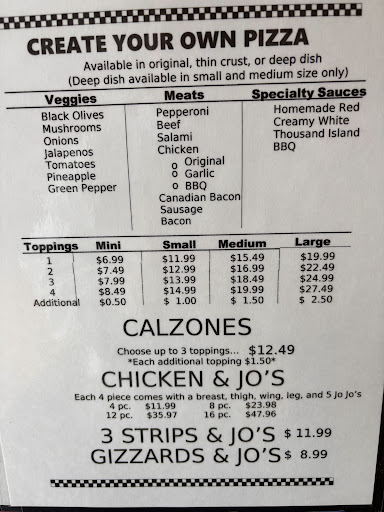 CREATE YOUR OWN PIZZA
Available in original, thin crust, or deep dish
(Deep dish available in small and medium size only)
Veggies Meats Specialty Sauces
Black Olives Pepperoni Homemade Red
Mushrooms Beef Creamy White
Onions Salami Thousand Island
Jalapenos Chicken BBQ
Tomatoes o Original
Pineapple o Garlic
Green Pepper o BBQ
Canadian Bacon
Sausage
Bacon
Toppings Mini Small Medium Large
1 $6.99 $11.99 $15.49 $19.99
2 $7.49 $12.99 $16.99 $22.49
3 $7.99 $13.99 $18.49 $24.99
4 $8.49 $14.99 $19.99 $27.49
Additional $0.50 $ 1.00 $ 1.50 $ 2.50
CALZONES
Choose up to 3 toppings... $12.49
*Each additional topping $1.50*
CHICKEN & JO'S
Each 4 piece comes with a breast, thigh, wing, leg, and 5 Jo Jo's
4 pc. $11.99 8 pc. $23.98
12 pc. $35.97 16 pc. $47.96
3 STRIPS & JO'S $ 11.99
GIZZARDS & JO'S $ 8.99